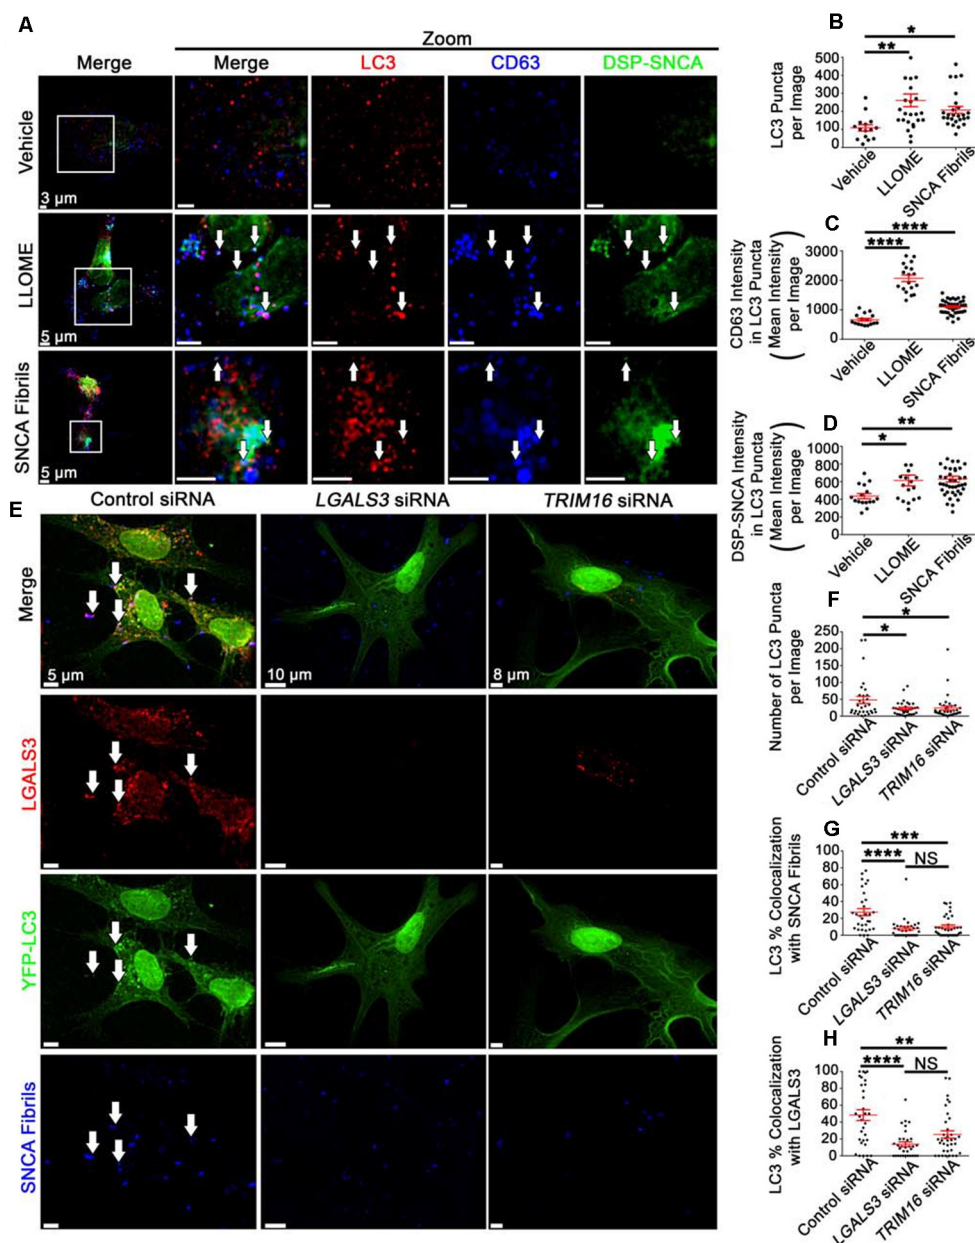 A
Zoom
Merge
Merge
LC3
CD63
DSP-SNCA
Vehicle
3 μm
LLOME
5 μm
SNCA Fibrils
5 μm
B
*
**
LC3 Puncta
per Image
500
400
300
200
100
0
Vehicle
LLOME
SNCA Fibrils
C
****
****
CD63 Intensity
in LC3 Puncta
(Mean Intensity
per Image)
3000
2000
1000
0
Vehicle
LLOME
SNCA Fibrils
D
**
*
DSP-SNCA Intensity
in LC3 Puncta
(Mean Intensity
per Image)
1000
800
600
400
200
0
Vehicle
LLOME
SNCA Fibrils
E
Control siRNA
LGALS3 siRNA
TRIM16 siRNA
Merge
5 μm
10 μm
8 μm
LGALS3
YFP-LC3
SNCA Fibrils
F
*
*
Number of LC3 Puncta
per Image
250
200
150
100
50
0
Control siRNA
LGALS3 siRNA
TRIM16 siRNA
G
***
**** NS
LC3 % Colocalization
with SNCA Fibrils
100
80
60
40
20
0
Control siRNA
LGALS3 siRNA
TRIM16 siRNA
H
**
**** NS
LC3 % Colocalization
with LGALS3
100
80
60
40
20
0
Control siRNA
LGALS3 siRNA
TRIM16 siRNA